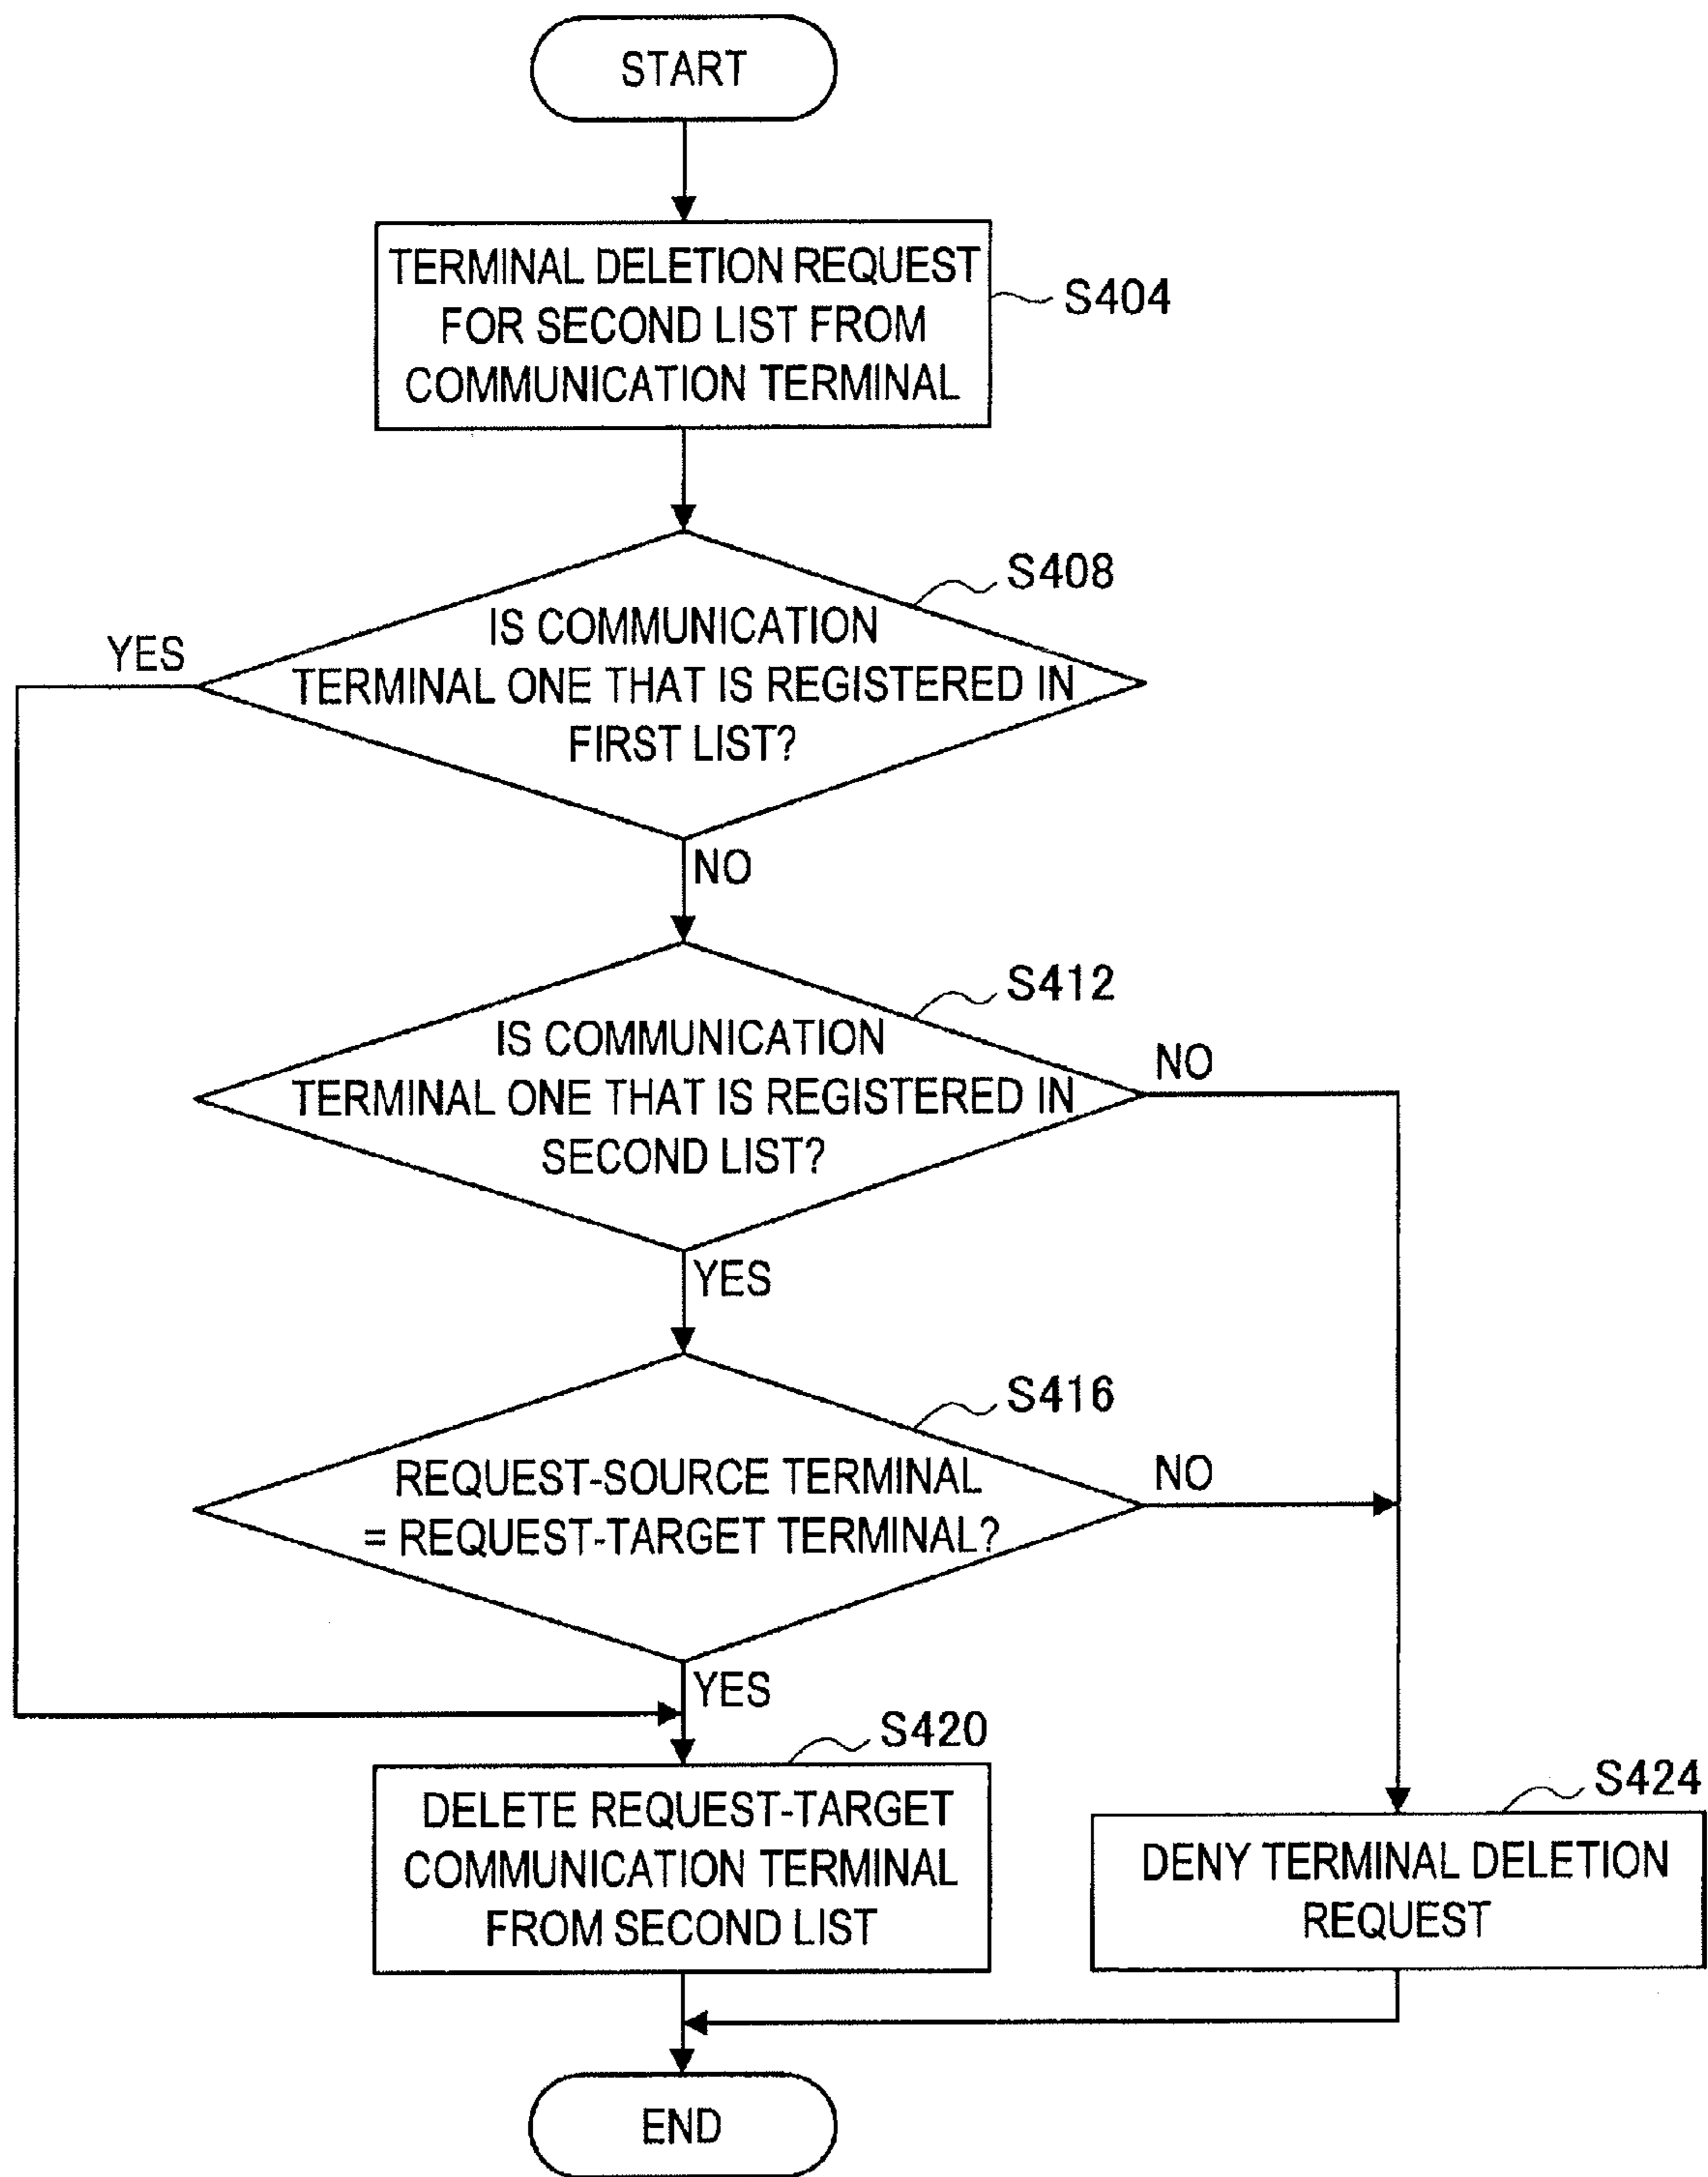 START
TERMINAL DELETION REQUEST
FOR SECOND LIST FROM
COMMUNICATION TERMINAL
S404
S408
IS COMMUNICATION
TERMINAL ONE THAT IS REGISTERED IN
FIRST LIST?
YES
NO
S412
IS COMMUNICATION
TERMINAL ONE THAT IS REGISTERED IN
SECOND LIST?
NO
YES
S416
REQUEST-SOURCE TERMINAL
= REQUEST-TARGET TERMINAL?
NO
YES
S420
DELETE REQUEST-TARGET
COMMUNICATION TERMINAL
FROM SECOND LIST
S424
DENY TERMINAL DELETION
REQUEST
END